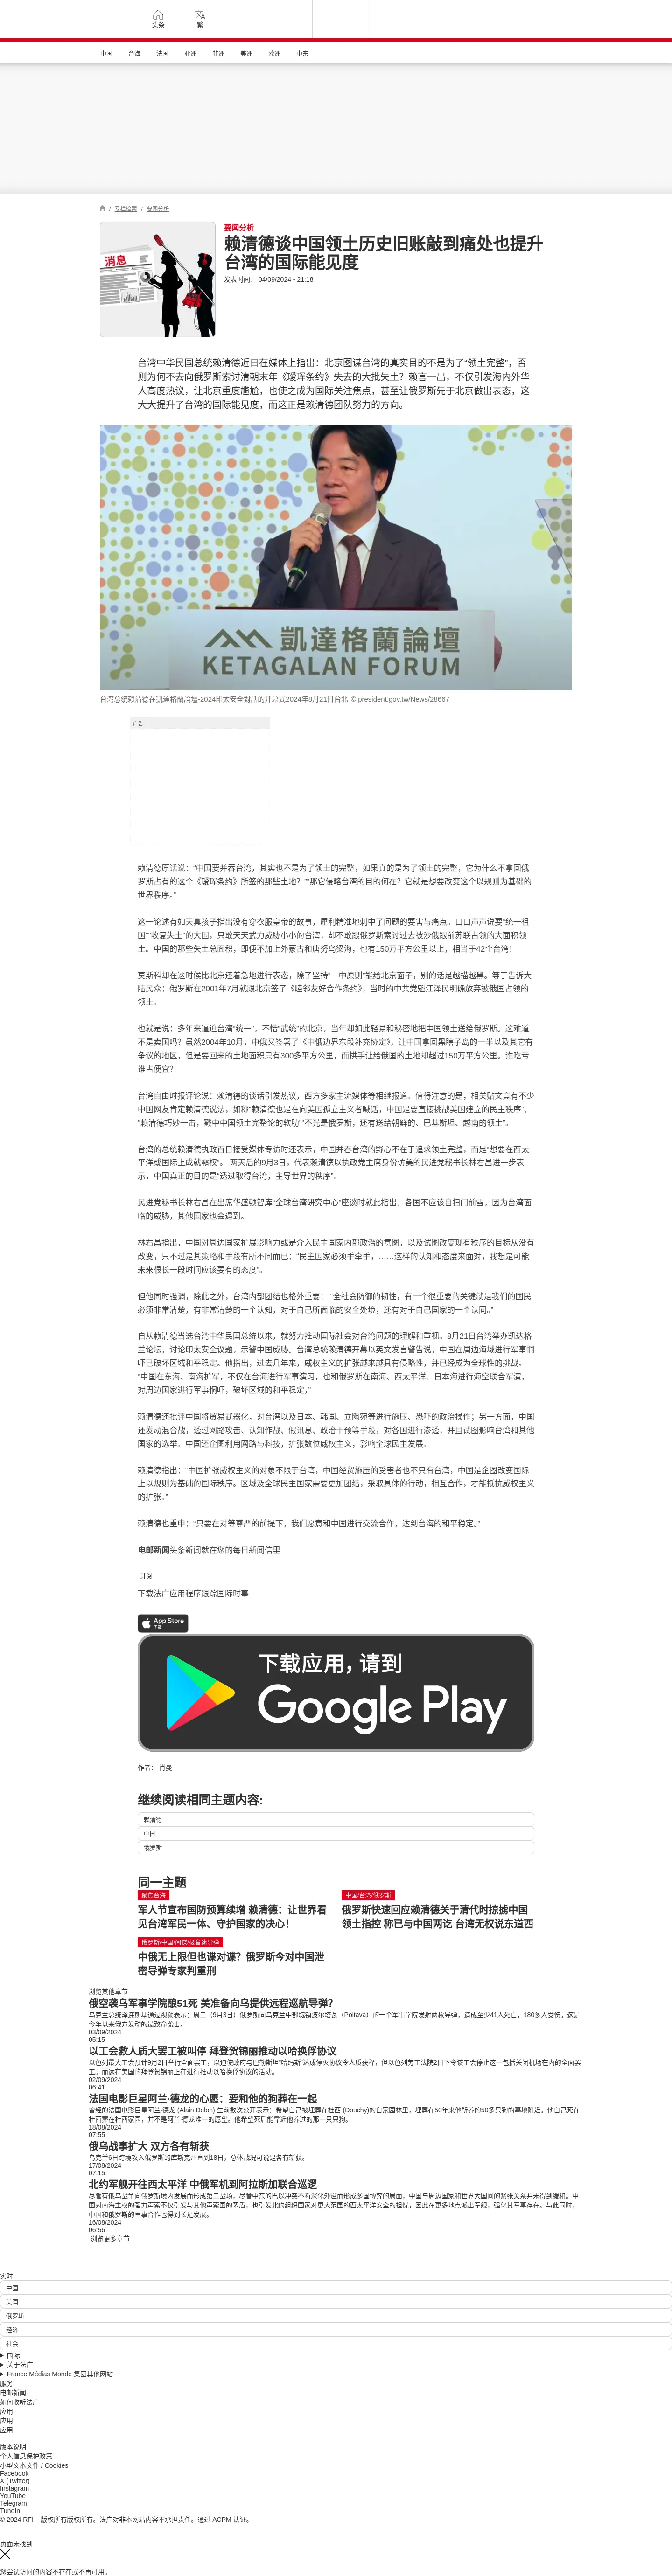 头条
繁
中国
台海
法国
亚洲
非洲
美洲
欧洲
中东
/ 专栏检索 / 要闻分析
消息
要闻分析
赖清德谈中国领土历史旧账敲到痛处也提升
台湾的国际能见度
发表时间： 04/09/2024 - 21:18
台湾中华民国总统赖清德近日在媒体上指出：北京图谋台湾的真实目的不是为了“领土完整”，否
则为何不去向俄罗斯索讨清朝末年《瑷珲条约》失去的大批失土？赖言一出，不仅引发海内外华
人高度热议，让北京重度尴尬，也使之成为国际关注焦点，甚至让俄罗斯先于北京做出表态，这
大大提升了台湾的国际能见度，而这正是赖清德团队努力的方向。
凱達格蘭論壇
KETAGALAN FORUM
台湾总统赖清德在凱達格蘭論壇-2024印太安全對話的开幕式2024年8月21日台北 © president.gov.tw/News/28667
广告
赖清德原话说：“中国要并吞台湾，其实也不是为了领土的完整，如果真的是为了领土的完整，它为什么不拿回俄
罗斯占有的这个《瑷珲条约》所签的那些土地？”“那它侵略台湾的目的何在？它就是想要改变这个以规则为基础的
世界秩序。”
这一论述有如天真孩子指出没有穿衣服皇帝的故事，犀利精准地刺中了问题的要害与痛点。口口声声说要“统一祖
国”“收复失土”的大国，只敢天天武力威胁小小的台湾，却不敢跟俄罗斯索讨过去被沙俄跟前苏联占领的大面积领
土。中国的那些失土总面积，即便不加上外蒙古和唐努乌梁海，也有150万平方公里以上，相当于42个台湾！
莫斯科却在这时候比北京还着急地进行表态，除了坚持“一中原则”能给北京面子，别的话是越描越黑。等于告诉大
陆民众：俄罗斯在2001年7月就跟北京签了《睦邻友好合作条约》，当时的中共党魁江泽民明确放弃被俄国占领的
领土。
也就是说：多年来逼迫台湾“统一”，不惜“武统”的北京，当年却如此轻易和秘密地把中国领土送给俄罗斯。这难道
不是卖国吗？虽然2004年10月，中俄又签署了《中俄边界东段补充协定》，让中国拿回黑瞎子岛的一半以及其它有
争议的地区，但是要回来的土地面积只有300多平方公里，而拱手让给俄国的土地却超过150万平方公里。谁吃亏
谁占便宜？
台湾自由时报评论说：赖清德的谈话引发热议，西方多家主流媒体等相继报道。值得注意的是，相关贴文竟有不少
中国网友肯定赖清德说法，如称“赖清德也是在向美国孤立主义者喊话，中国是要直接挑战美国建立的民主秩序”、
“赖清德巧妙一击，戳中中国领土完整论的软肋”“不光是俄罗斯，还有送给朝鲜的、巴基斯坦、越南的领土”。
台湾的总统赖清德执政百日接受媒体专访时还表示，中国并吞台湾的野心不在于追求领土完整，而是“想要在西太
平洋或国际上成就霸权”。 两天后的9月3日，代表赖清德以执政党主席身份访美的民进党秘书长林右昌进一步表
示，中国真正的目的是“透过取得台湾，主导世界的秩序”。
民进党秘书长林右昌在出席华盛顿智库“全球台湾研究中心”座谈时就此指出，各国不应该自扫门前雪，因为台湾面
临的威胁，其他国家也会遇到。
林右昌指出，中国对周边国家扩展影响力或是介入民主国家内部政治的意图，以及试图改变现有秩序的目标从没有
改变，只不过是其策略和手段有所不同而已：“民主国家必须手牵手，……这样的认知和态度来面对，我想是可能
未来很长一段时间应该要有的态度”。
但他同时强调，除此之外，台湾内部团结也格外重要： “全社会防御的韧性，有一个很重要的关键就是我们的国民
必须非常清楚，有非常清楚的一个认知，对于自己所面临的安全处境，还有对于自己国家的一个认同。”
自从赖清德当选台湾中华民国总统以来，就努力推动国际社会对台湾问题的理解和重视。8月21日台湾举办凯达格
兰论坛，讨论印太安全议题，示警中国威胁。台湾总统赖清德开幕以英文发言警告说，中国在周边海域进行军事恫
吓已破坏区域和平稳定。他指出，过去几年来，威权主义的扩张越来越具有侵略性，并已经成为全球性的挑战。
“中国在东海、南海扩军，不仅在台海进行军事演习，也和俄罗斯在南海、西太平洋、日本海进行海空联合军演，
对周边国家进行军事恫吓，破坏区域的和平稳定，”
赖清德还批评中国将贸易武器化，对台湾以及日本、韩国、立陶宛等进行施压、恐吓的政治操作；另一方面，中国
还发动混合战，透过网路攻击、认知作战、假讯息、政治干预等手段，对各国进行渗透，并且试图影响台湾和其他
国家的选举。中国还企图利用网路与科技，扩张数位威权主义，影响全球民主发展。
赖清德指出：“中国扩张威权主义的对象不限于台湾，中国经贸施压的受害者也不只有台湾，中国是企图改变国际
上以规则为基础的国际秩序。区域及全球民主国家需要更加团结，采取具体的行动，相互合作，才能抵抗威权主义
的扩张。”
赖清德也重申：“只要在对等尊严的前提下，我们愿意和中国进行交流合作，达到台海的和平稳定。”
电邮新闻头条新闻就在您的每日新闻信里
订阅
下载法广应用程序跟踪国际时事
App Store
下载
下载应用，请到
Google Play
作者： 肖曼
继续阅读相同主题内容:
赖清德
中国
俄罗斯
同一主题
聚焦台海
军人节宣布国防预算续增 赖清德：让世界看
见台湾军民一体、守护国家的决心！
中国/台湾/俄罗斯
俄罗斯快速回应赖清德关于清代时掠掳中国
领土指控 称已与中国两讫 台湾无权说东道西
俄罗斯/中国/间谍/极音速导弹
中俄无上限但也谍对谍？俄罗斯今对中国泄
密导弹专家判重刑
浏览其他章节
俄空袭乌军事学院酿51死 美准备向乌提供远程巡航导弹？
乌克兰总统泽连斯基通过视频表示：周二（9月3日）俄罗斯向乌克兰中部城镇波尔塔瓦（Poltava）的一个军事学院发射两枚导弹，造成至少41人死亡，180多人受伤。这是
今年以来俄方发动的最致命袭击。
03/09/2024
05:15
以工会救人质大罢工被叫停 拜登贺锦丽推动以哈换俘协议
以色列最大工会预计9月2日举行全面罢工，以迫使政府与巴勒斯坦“哈玛斯”达成停火协议令人质获释，但以色列劳工法院2日下令该工会停止这一包括关闭机场在内的全面罢
工。而远在美国的拜登贺锦丽正在进行推动以哈换俘协议的活动。
02/09/2024
06:41
法国电影巨星阿兰·德龙的心愿：要和他的狗葬在一起
曾经的法国电影巨星阿兰·德龙 (Alain Delon) 生前数次公开表示：希望自己被埋葬在杜西 (Douchy)的自家园林里，埋葬在50年来他所养的50多只狗的墓地附近。他自己死在
杜西葬在杜西家园，并不是阿兰·德龙唯一的愿望。他希望死后能靠近他养过的那一只只狗。
18/08/2024
07:55
俄乌战事扩大 双方各有斩获
乌克兰6日跨境攻入俄罗斯的库斯克州直到18日，总体战况可说是各有斩获。
17/08/2024
07:15
北约军舰开往西太平洋 中俄军机到阿拉斯加联合巡逻
尽管有俄乌战争向俄罗斯境内发展而形成第二战场，尽管中东的巴以冲突不断深化外溢而形成多国博弈的局面，中国与周边国家和世界大国间的紧张关系并未得到缓和。中
国对南海主权的强力声索不仅引发与其他声索国的矛盾，也引发北约组织国家对更大范围的西太平洋安全的担忧，因此在更多地点派出军舰，强化其军事存在。与此同时，
中国和俄罗斯的军事合作也得到长足发展。
16/08/2024
06:56
浏览更多章节
实时
中国
美国
俄罗斯
经济
社会
国际
关于法广
France Médias Monde 集团其他网站
服务
电邮新闻
如何收听法广
应用
应用
应用
版本说明
个人信息保护政策
小型文本文件 / Cookies
Facebook
X (Twitter)
Instagram
YouTube
Telegram
TuneIn
© 2024 RFI – 版权所有版权所有。法广对非本网站内容不承担责任。通过 ACPM 认证。
页面未找到
您尝试访问的内容不存在或不再可用。